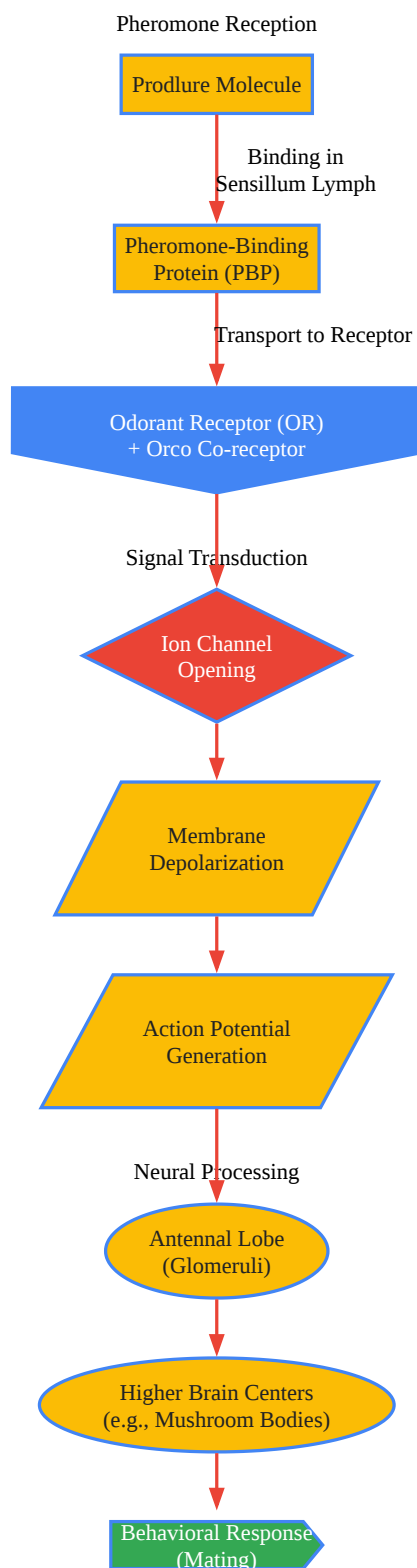 Pheromone Reception
Prodlure Molecule
Binding in
Sensillum Lymph
Pheromone-Binding
Protein (PBP)
Transport to Receptor
Odorant Receptor (OR)
+ Orco Co-receptor
Signal Transduction
Ion Channel
Opening
Membrane
Depolarization
Action Potential
Generation
Neural Processing
Antennal Lobe
(Glomeruli)
Higher Brain Centers
(e.g., Mushroom Bodies)
Behavioral Response
(Mating)